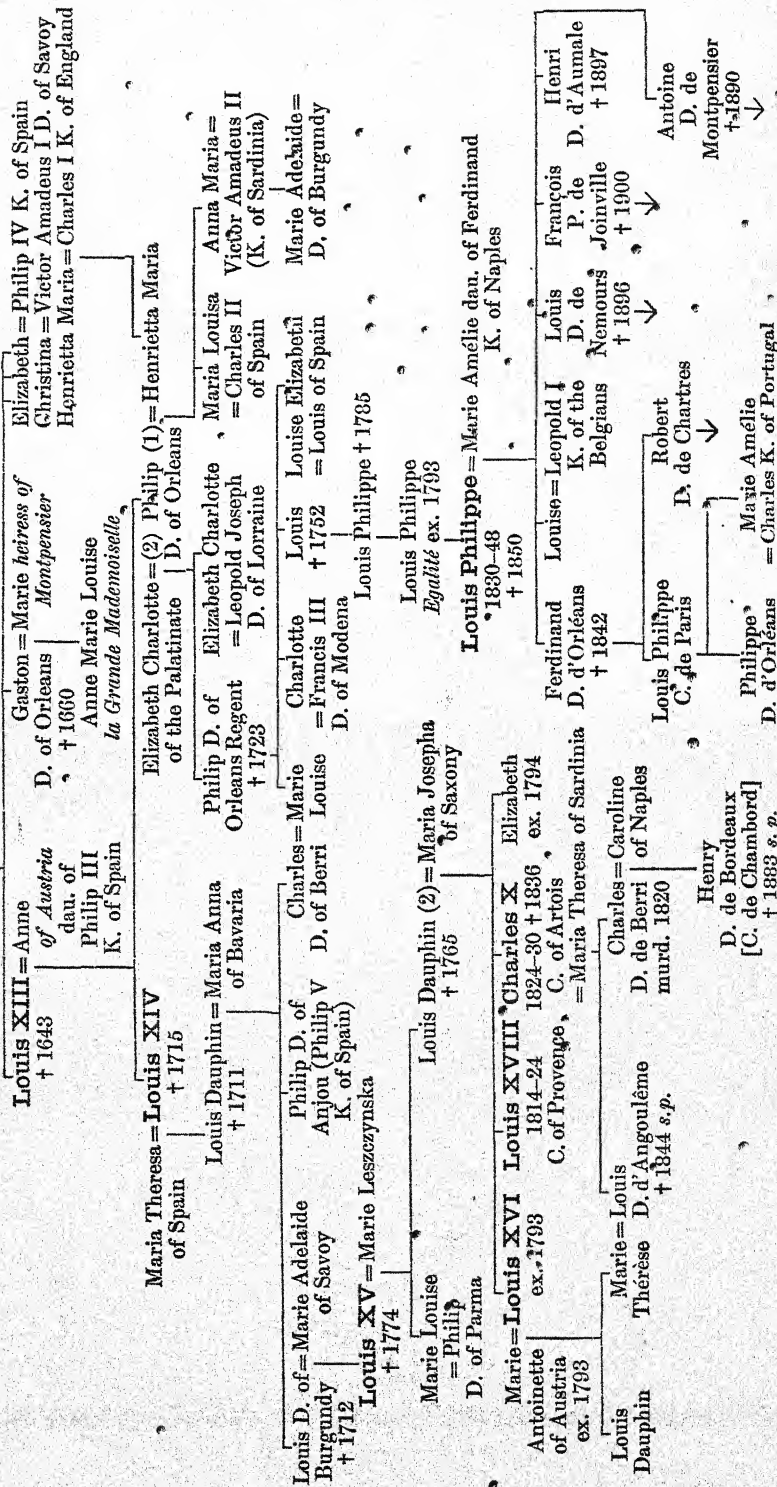 Louis XIII = Anne
† 1643
of Austria
dau. of
Philip III
K. of Spain
Gaston = Marie heiress of
D. of Orleans
Montpensier
† 1660
Anne Marie Louise
la Grande Mademoiselle
Elizabeth = Philip IV K. of Spain
Christina = Victor Amadeus I D. of Savoy
Henrietta Maria = Charles I K. of England
Maria Theresa = Louis XIV
of Spain
† 1715
Elizabeth Charlotte = (2) Philip (1) = Henrietta Maria
of the Palatinate
D. of Orleans
Louis Dauphin = Maria Anna
† 1711
of Bavaria
Philip D. of
Orleans Regent
† 1723
Elizabeth Charlotte
= Leopold Joseph
D. of Lorraine
Maria Louisa
= Charles II
of Spain
Anna Maria =
Victor Amadeus II
(K. of Sardinia)
Marie Adelaide =
D. of Burgundy
Louis D. of = Marie Adelaide
Burgundy
of Savoy
† 1712
Philip D. of
Anjou (Philip V
K. of Spain)
Charles = Marie
D. of Berri
Louise
Charlotte
= Francis III
D. of Modena
Louis
† 1752
Louise Elizabeth
= Louis of Spain
Louis XV = Marie Leszczynska
† 1774
Louis Philippe † 1785
Louis Philippe
Egalité ex. 1793
Marie Louise
= Philip
D. of Parma
Louis Dauphin (2) = Maria Josepha
† 1765
of Saxony
Louis Philippe = Marie Amélie dau. of Ferdinand
1830–48
K. of Naples
† 1850
Marie = Louis XVI
Antoinette
ex. 1793
of Austria
ex. 1793
Louis XVIII
1814–24
C. of Provence
Charles X
1824–30 † 1836
C. of Artois
= Maria Theresa of Sardinia
Elizabeth
ex. 1794
Ferdinand
D. d'Orléans
† 1842
Louise = Leopold I
K. of the
Belgians
Louis
D. de
Nemours
† 1896
François
P. de
Joinville
† 1900
Henri
D. d'Aumale
† 1897
Antoine
D. de
Montpensier
† 1890
Louis
Dauphin
Marie = Louis
Thérèse
D. d'Angoulême
† 1844 s.p.
Charles = Caroline
D. de Berri
of Naples
murd. 1820
Louis Philippe
C. de Paris
Robert
D. de Chartres
Henry
D. de Bordeaux
[C. de Chambord]
† 1883 s.p.
Philippe
D. d'Orléans
Marie Amélie
= Charles K. of Portugal